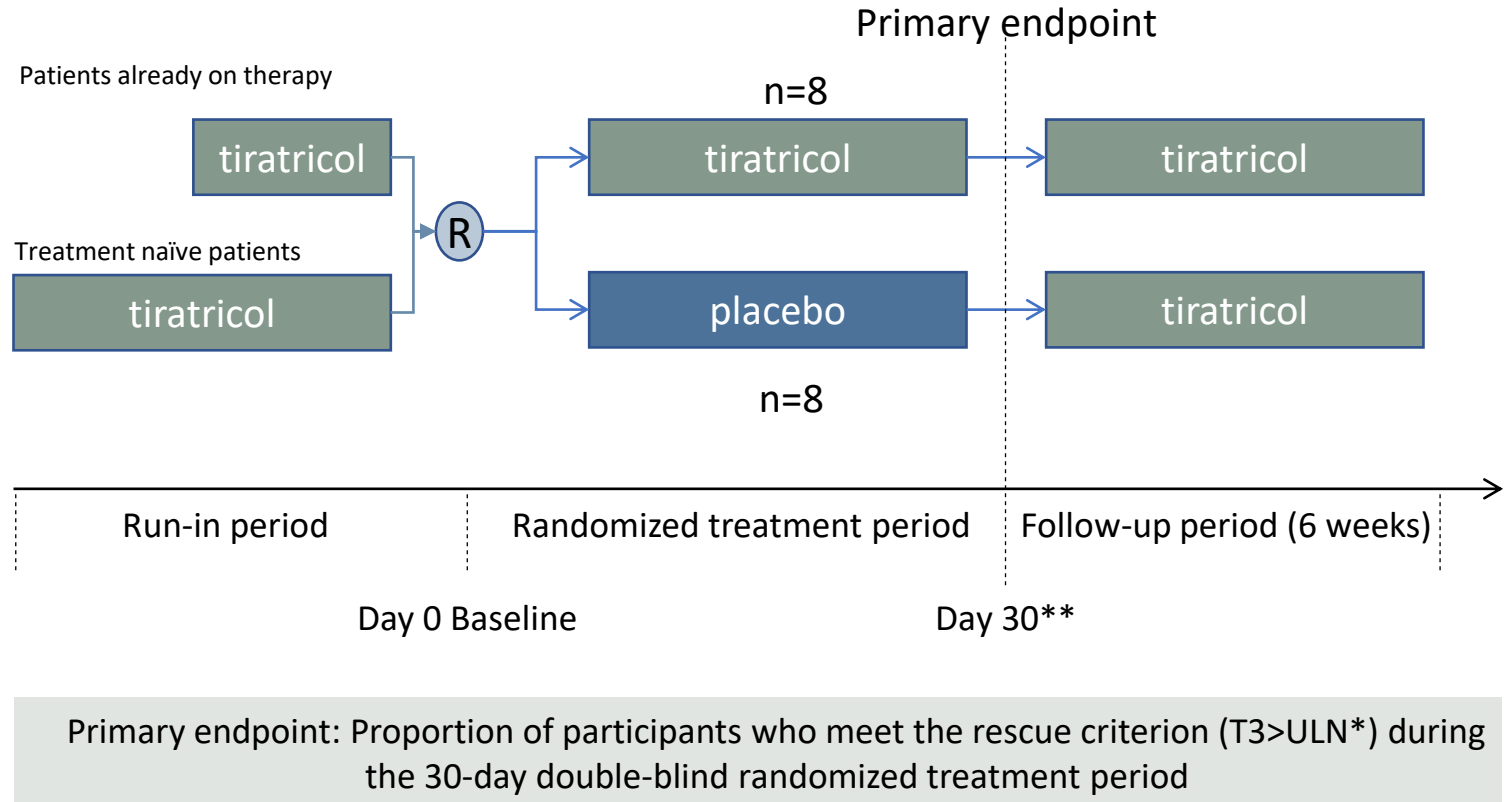 Primary endpoint
Patients already on therapy
n=8
tiratricol
tiratricol
tiratricol
R
Treatment naïve patients
tiratricol
placebo
tiratricol
n=8
Run-in period
Randomized treatment period
Follow-up period (6 weeks)
Day 0 Baseline
Day 30**
Primary endpoint: Proportion of participants who meet the rescue criterion (T3>ULN*) during
the 30-day double-blind randomized treatment period